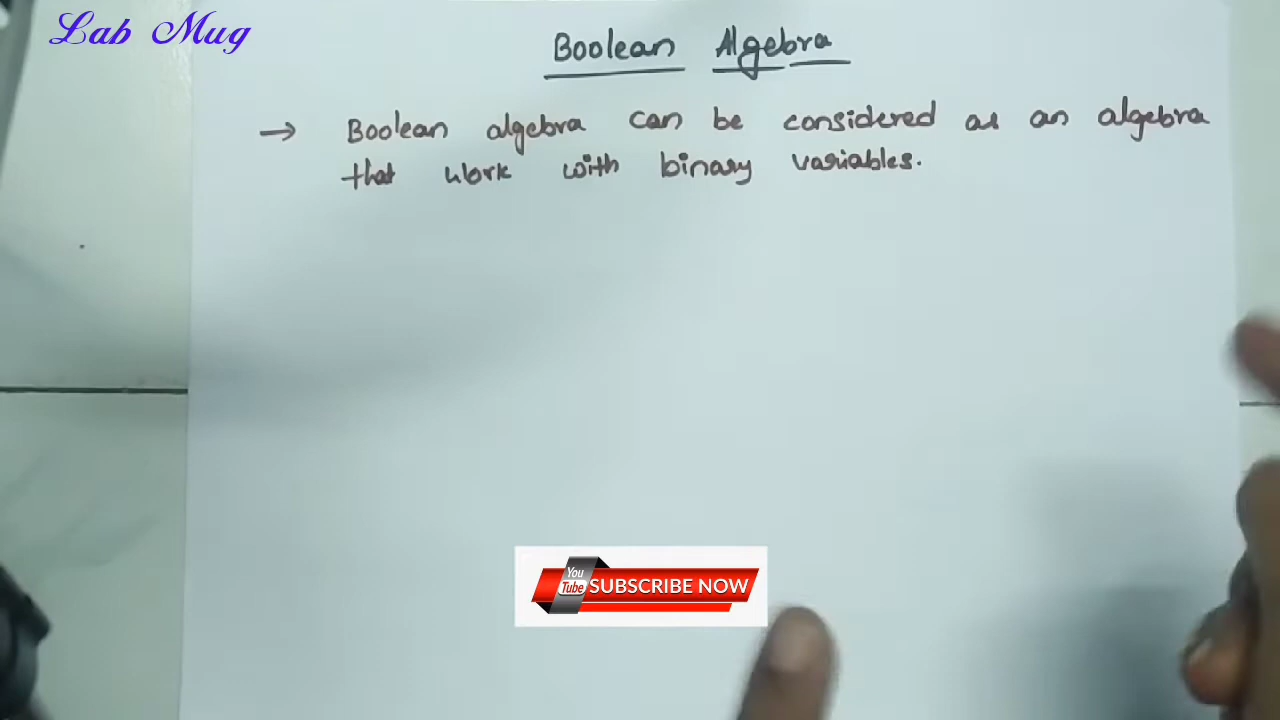 Lab Mug
Boolean Algebra
→ Boolean algebra can be considered as an algebra
that work with binary variables.
You
Tube SUBSCRIBE NOW